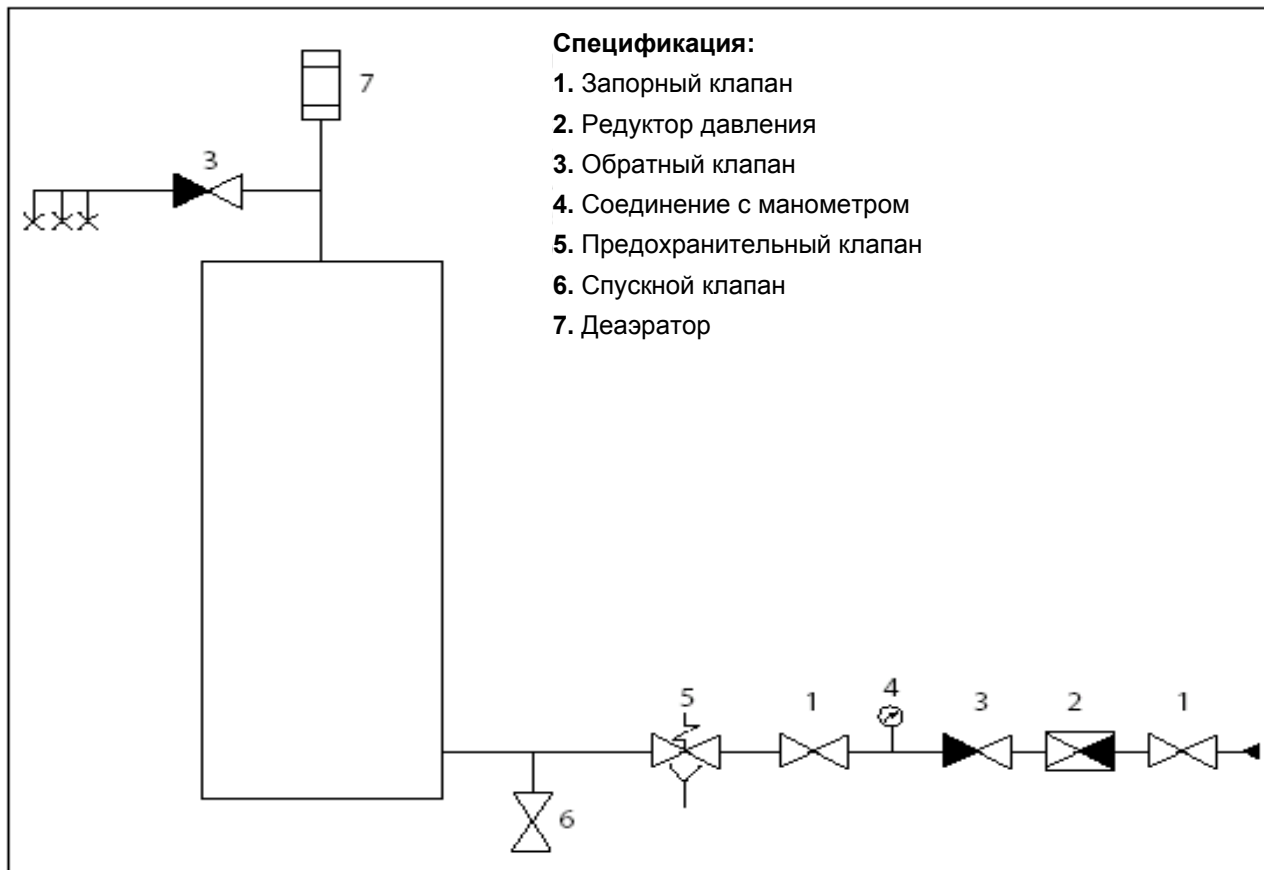 Спецификация:
1. Запорный клапан
2. Редуктор давления
3. Обратный клапан
4. Соединение с манометром
5. Предохранительный клапан
6. Спускной клапан
7. Деаэратор
7
3
5
1
4
3
2
1
6